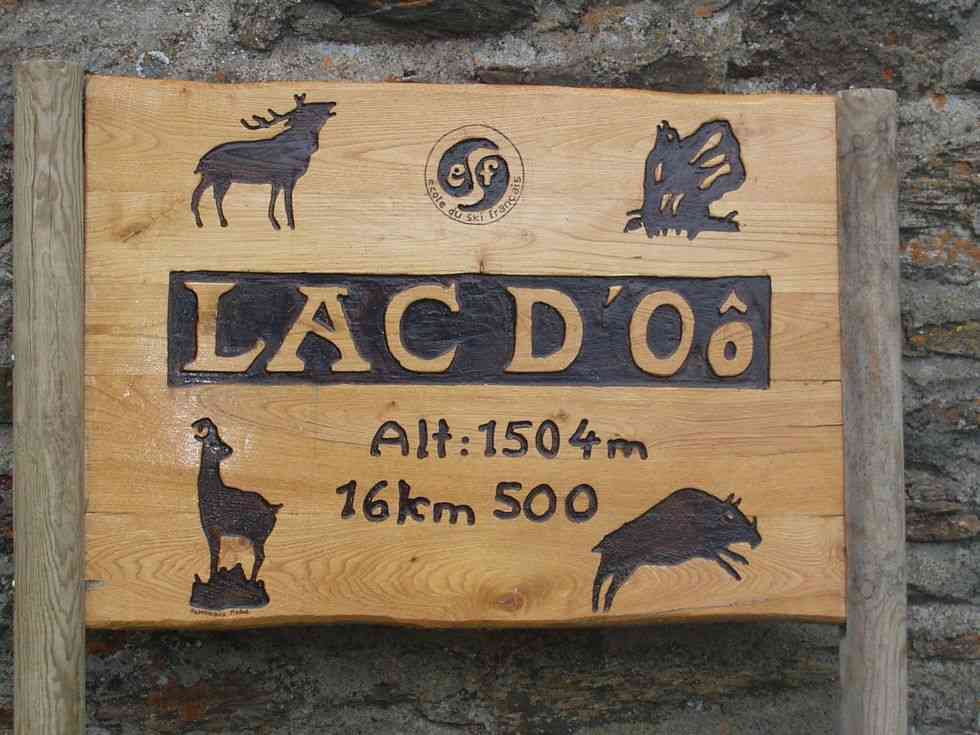 esf
école du ski français
LAC D'Oô
Alt: 1504m
16km 500